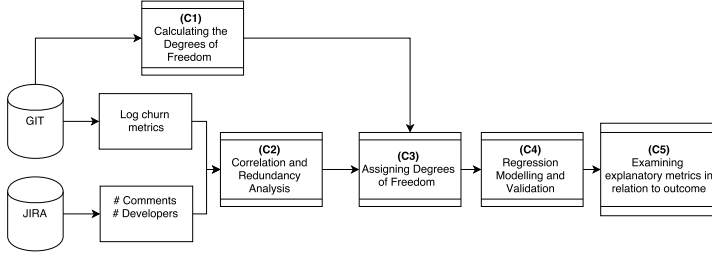 (C1)
Calculating the
Degrees of
Freedom
GIT
Log churn
metrics
(C2)
Correlation and
Redundancy
Analysis
(C3)
Assigning Degrees
of Freedom
(C4)
Regression
Modelling and
Validation
(C5)
Examining
explanatory metrics in
relation to outcome
JIRA
# Comments
# Developers